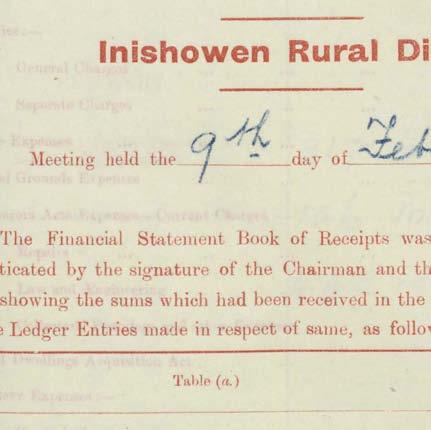 Inishowen Rural Di
Meeting held the 9th day of Feb
The Financial Statement Book of Receipts was
ticated by the signature of the Chairman and th
showing the sums which had been received in the
e Ledger Entries made in respect of same, as follow
Table (a.)